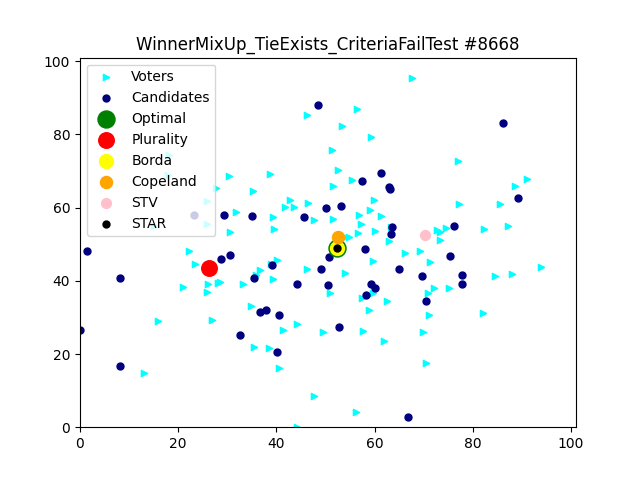 WinnerMixUp_TieExists_CriteriaFailTest #8668
Voters
Candidates
Optimal
Plurality
Borda
Copeland
STV
STAR
100
80
60
40
20
0
0 20 40 60 80 100